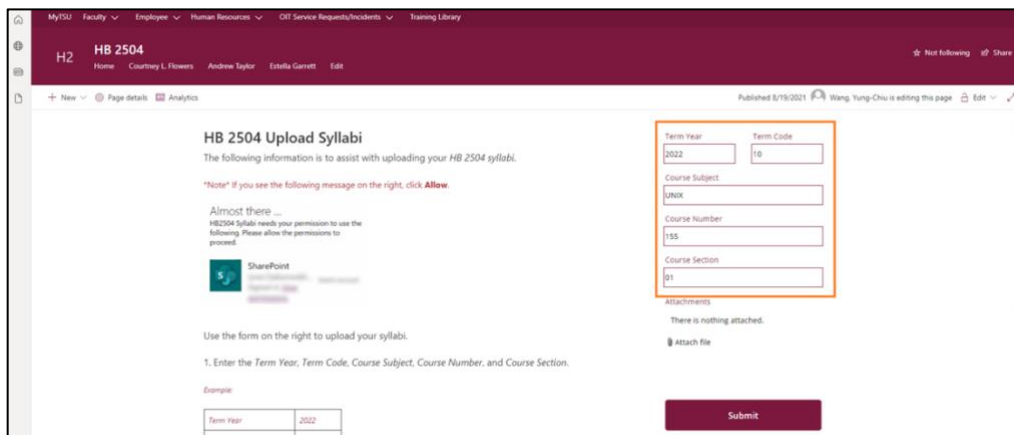 MyTSU Faculty Employee Human Resources OIT Service Requests/Incidents Training Library
H2
HB 2504
Home Courtney L. Flowers Andrew Taylor Estella Garrett Edit
Not following Share
+ New Page details Analytics
Published 8/19/2021 Wang, Yung-Chiu is editing this page Edit
HB 2504 Upload Syllabi
The following information is to assist with uploading your HB 2504 syllabi.
*Note* If you see the following message on the right, click Allow.
Almost there ...
HB2504 Syllabi needs your permission to use the
following. Please allow the permissions to
proceed.
S
SharePoint
Use the form on the right to upload your syllabi.
1. Enter the Term Year, Term Code, Course Subject, Course Number, and Course Section.
Example:
Term Year 2022
Term Year Term Code
2022 10
Course Subject
UNIX
Course Number
155
Course Section
01
Attachments
There is nothing attached.
Attach file
Submit